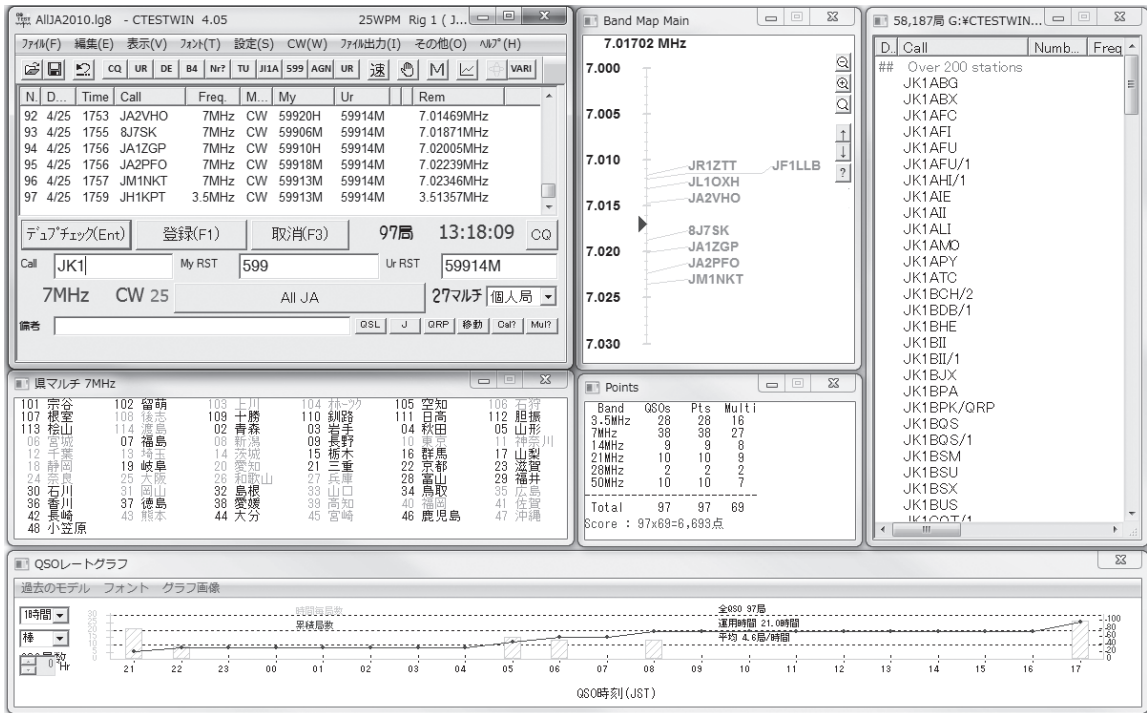 AllJA2010.lg8 - CTESTWIN 4.05 25WPM Rig 1 ( J...
ファイル(F) 編集(E) 表示(V) フォント(T) 設定(S) CW(W) ファイル出力(I) その他(O) ヘルプ(H)
CQ UR DE B4 Nr? TU JI1A 599 AGN UR 速 M VARI
N. D... Time Call Freq. M... My Ur Rem
92 4/25 1753 JA2VHO 7MHz CW 59920H 59914M 7.01469MHz
93 4/25 1755 8J7SK 7MHz CW 59906M 59914M 7.01871MHz
94 4/25 1756 JA1ZGP 7MHz CW 59910H 59914M 7.02005MHz
95 4/25 1756 JA2PFO 7MHz CW 59918M 59914M 7.02239MHz
96 4/25 1757 JM1NKT 7MHz CW 59913M 59914M 7.02346MHz
97 4/25 1759 JH1KPT 3.5MHz CW 59913M 59914M 3.51357MHz
デュプチェック(Ent) 登録(F1) 取消(F3) 97局 13:18:09 CQ
Call JK1 My RST 599 Ur RST 59914M
7MHz CW 25 All JA 27マルチ 個人局
備考 QSL J QRP 移動 Cal? Mul?
Band Map Main
7.01702 MHz
7.000
7.005
7.010
JR1ZTT JF1LLB
JL1OXH
7.015 JA2VHO
8J7SK
7.020 JA1ZGP
JA2PFO
JM1NKT
7.025
7.030
?
58,187局 G:¥CTESTWIN...
D. Call Numb... Freq
## Over 200 stations
JK1ABG
JK1ABX
JK1AFC
JK1AFI
JK1AFU
JK1AFU/1
JK1AHI/1
JK1AIE
JK1AII
JK1ALI
JK1AMO
JK1APY
JK1ATC
JK1BCH/2
JK1BDB/1
JK1BHE
JK1BII
JK1BII/1
JK1BJX
JK1BPA
JK1BPK/QRP
JK1BQS
JK1BQS/1
JK1BSM
JK1BSU
JK1BSX
JK1BUS
JK1COT/1
県マルチ 7MHz
101 宗谷 102 留萌 103 上川 104 オホーツク 105 空知 106 石狩
107 根室 108 後志 109 十勝 110 釧路 111 日高 112 胆振
113 桧山 114 渡島 02 青森 03 岩手 04 秋田 05 山形
06 宮城 07 福島 08 新潟 09 長野 10 東京 11 神奈川
12 千葉 13 埼玉 14 茨城 15 栃木 16 群馬 17 山梨
18 静岡 19 岐阜 20 愛知 21 三重 22 京都 23 滋賀
24 奈良 25 大阪 26 和歌山 27 兵庫 28 富山 29 福井
30 石川 31 岡山 32 島根 33 山口 34 鳥取 35 広島
36 香川 37 徳島 38 愛媛 39 高知 40 福岡 41 佐賀
42 長崎 43 熊本 44 大分 45 宮崎 46 鹿児島 47 沖縄
48 小笠原
Points
Band QSOs Pts Multi
3.5MHz 28 28 16
7MHz 38 38 27
14MHz 9 9 8
21MHz 10 10 9
28MHz 2 2 2
50MHz 10 10 7
Total 97 97 69
Score : 97x69=6,693点
QSOレートグラフ
過去のモデル フォント グラフ画像
1時間
棒
0 Hr
30
25
20
15
10
5
0
時間毎局数
累積局数
全QSO 97局
運用時間 21.0時間
平均 4.6局/時間
100
80
60
40
20
0
21 22 23 00 01 02 03 04 05 06 07 08 09 10 11 12 13 14 15 16 17
QSO時刻(JST)